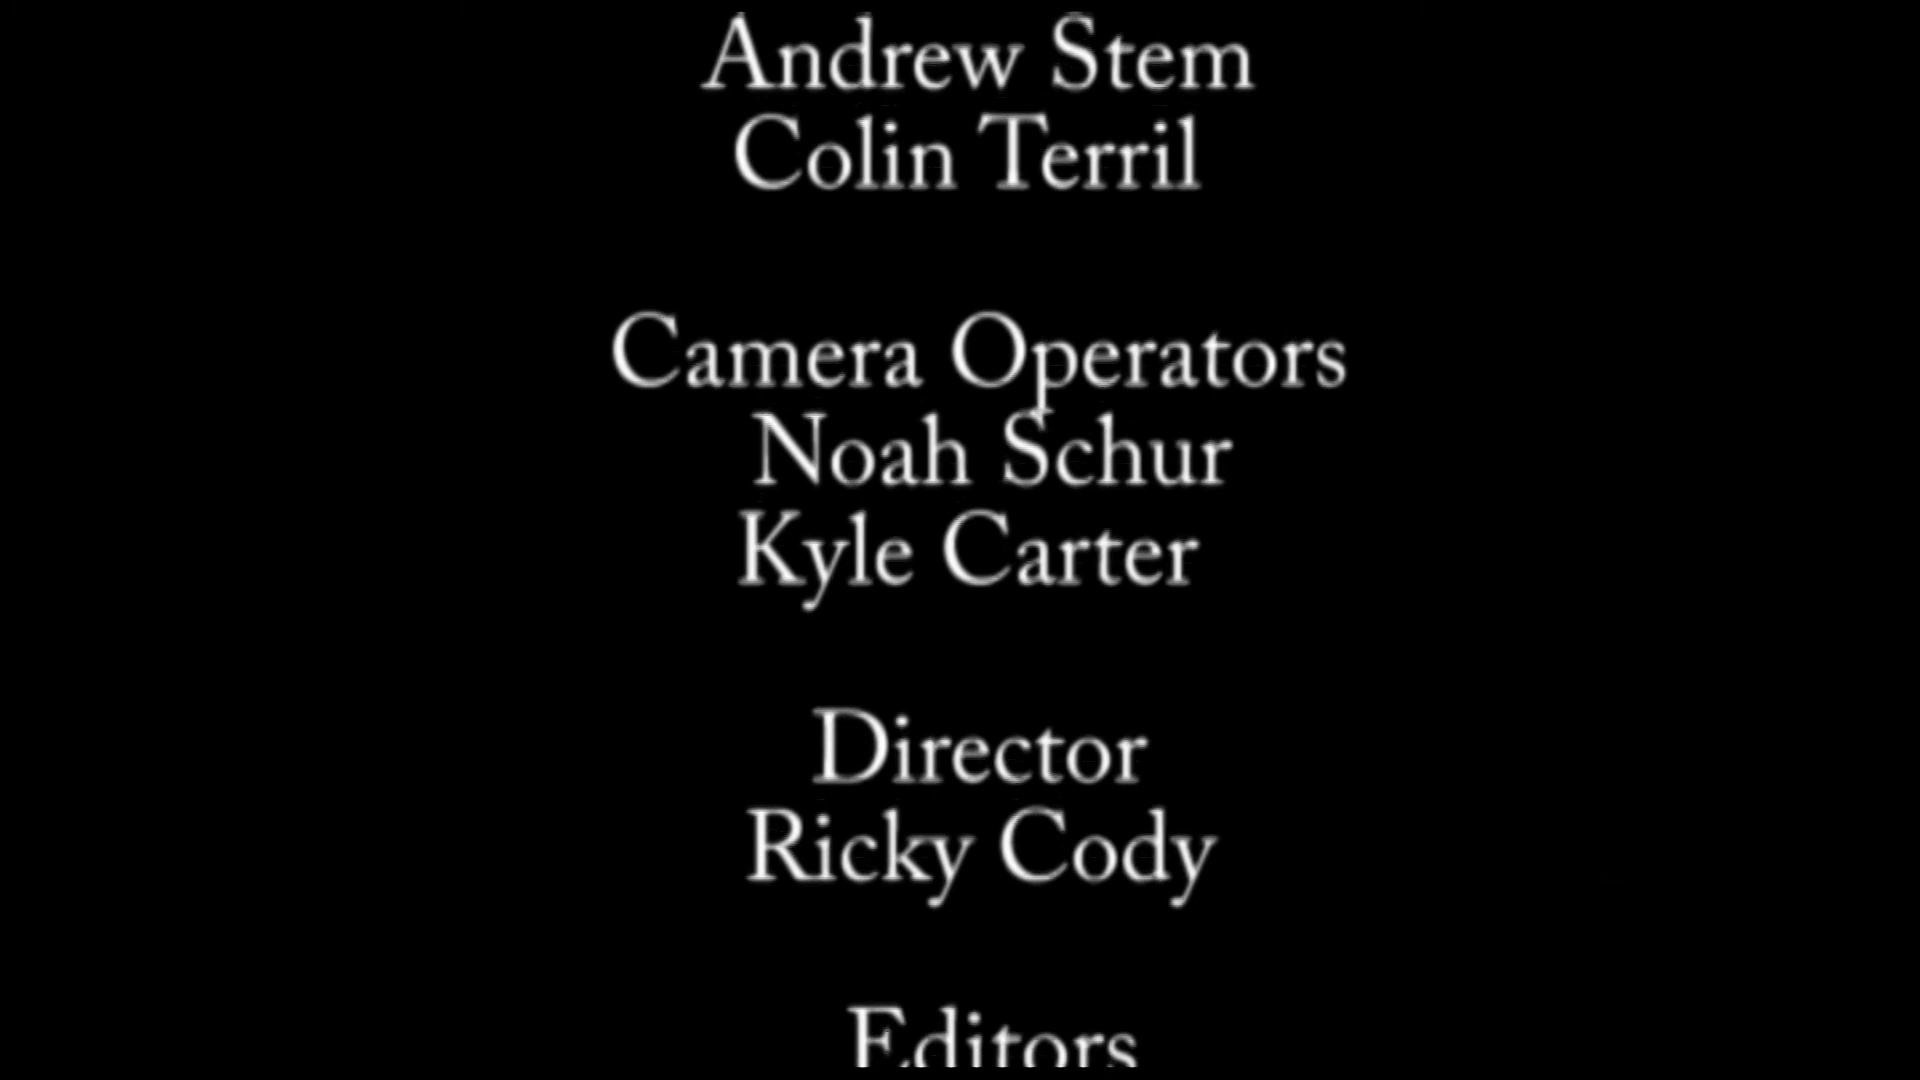 Andrew Stem
Colin Terril
Camera Operators
Noah Schur
Kyle Carter
Director
Ricky Cody
Editors